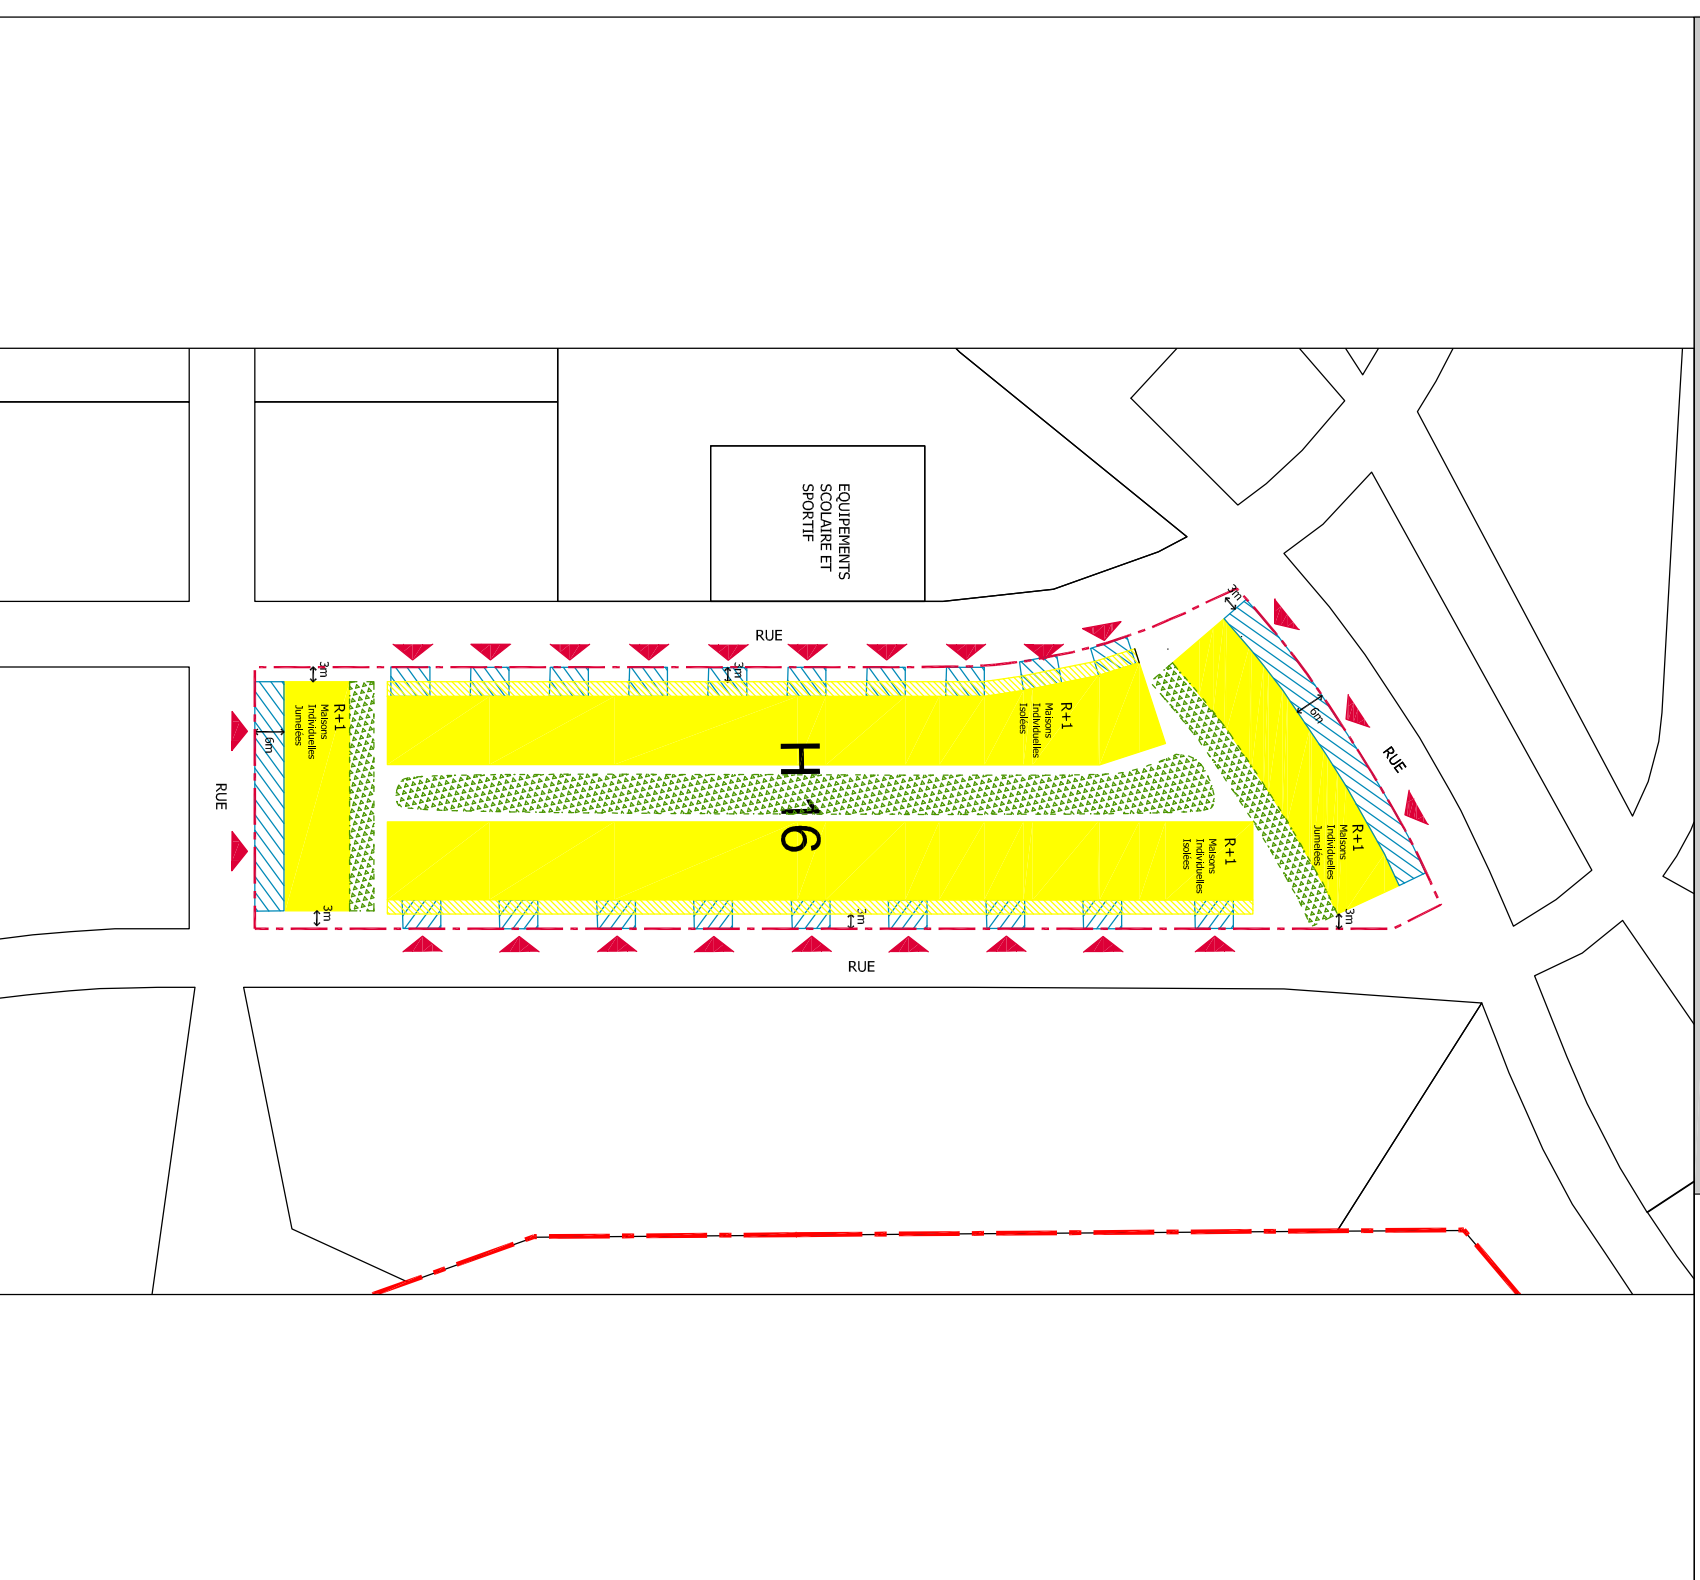 EQUIPEMENTS
SCOLAIRE ET
SPORTIF
3m
RUE
3m
3m
R+1
Maisons
Individuelles
Jumelées
R+1
Maisons
Individuelles
Isolées
6m
6m
RUE
H 16
RUE
R+1
Maisons
Individuelles
Isolées
R+1
Maisons
Individuelles
Jumelées
3m
3m
3m
RUE